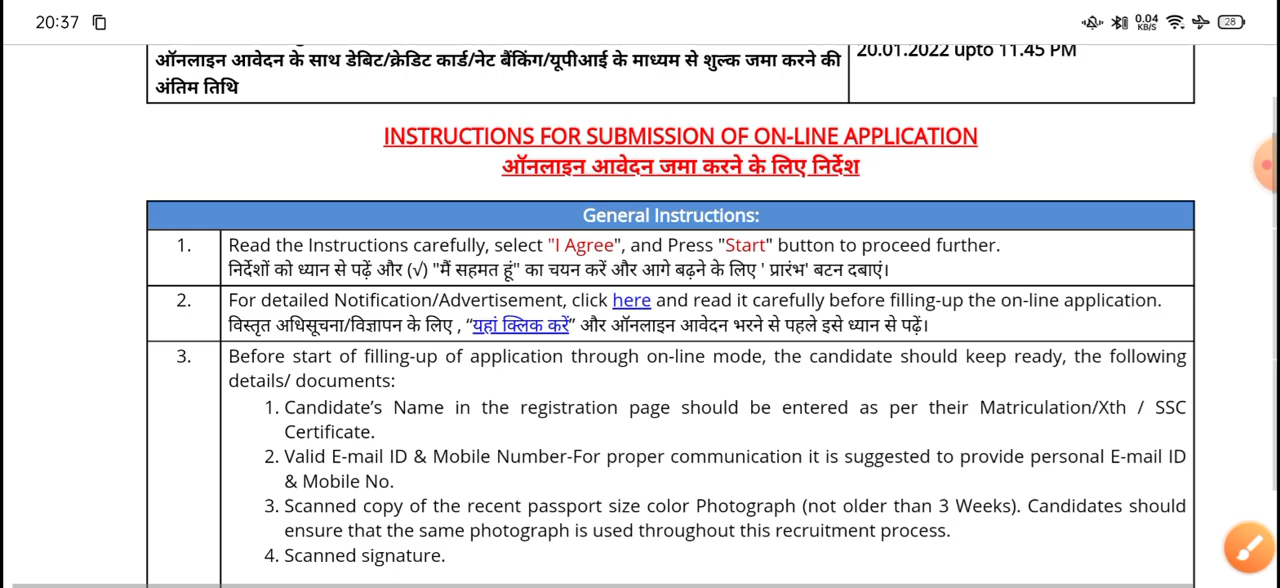 20:37
0.04
KB/S
28
ऑनलाइन आवेदन के साथ डेबिट/क्रेडिट कार्ड/नेट बैंकिंग/यूपीआई के माध्यम से शुल्क जमा करने की
अंतिम तिथि
20.01.2022 upto 11.45 PM
INSTRUCTIONS FOR SUBMISSION OF ON-LINE APPLICATION
ऑनलाइन आवेदन जमा करने के लिए निर्देश
General Instructions:
1. Read the Instructions carefully, select "I Agree", and Press "Start" button to proceed further.
निर्देशों को ध्यान से पढ़ें और (√) "मैं सहमत हूं" का चयन करें और आगे बढ़ने के लिए ' प्रारंभ' बटन दबाएं।
2. For detailed Notification/Advertisement, click here and read it carefully before filling-up the on-line application.
विस्तृत अधिसूचना/विज्ञापन के लिए , “यहां क्लिक करें” और ऑनलाइन आवेदन भरने से पहले इसे ध्यान से पढ़ें।
3. Before start of filling-up of application through on-line mode, the candidate should keep ready, the following
details/ documents:
1. Candidate’s Name in the registration page should be entered as per their Matriculation/Xth / SSC
Certificate.
2. Valid E-mail ID & Mobile Number-For proper communication it is suggested to provide personal E-mail ID
& Mobile No.
3. Scanned copy of the recent passport size color Photograph (not older than 3 Weeks). Candidates should
ensure that the same photograph is used throughout this recruitment process.
4. Scanned signature.